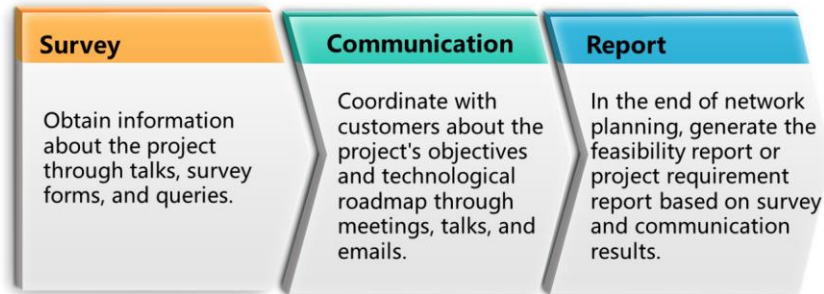 Survey
Obtain information
about the project
through talks, survey
forms, and queries.
Communication
Coordinate with
customers about the
project's objectives
and technological
roadmap through
meetings, talks, and
emails.
Report
In the end of network
planning, generate the
feasibility report or
project requirement
report based on survey
and communication
results.